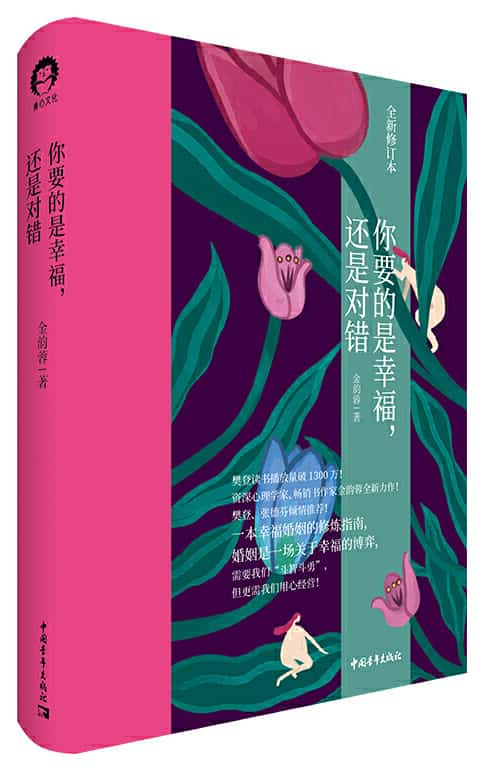 青心文化
你要的是幸福，
还是对错
金韵蓉 著
中国青年出版社
全新修订本
你要的是幸福，
还是对错
金韵蓉 著
樊登读书播放量破1300万！
资深心理学家、畅销书作家金韵蓉全新力作！
樊登、张德芬倾情推荐！
一本幸福婚姻的修炼指南，
婚姻是一场关于幸福的博弈，
需要我们“斗智斗勇”，
但更需我们用心经营！
中国青年出版社